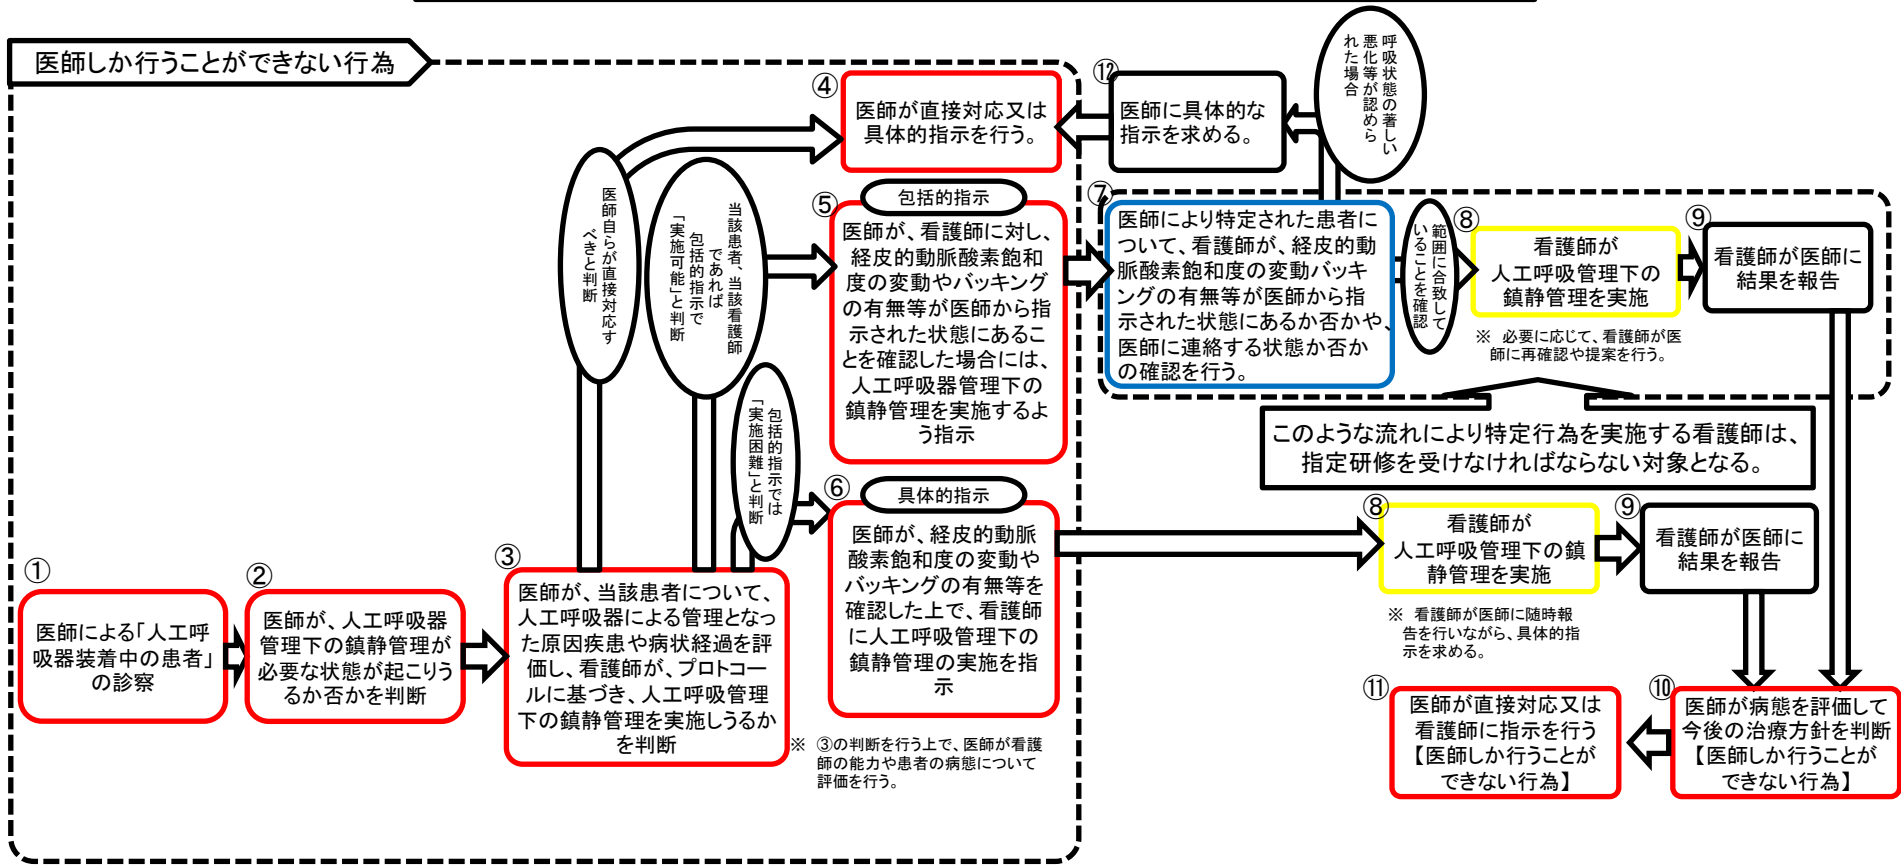 医師しか行うことができない行為
①
医師による「人工呼
吸器装着中の患者」
の診察
②
医師が、人工呼吸器
管理下の鎮静管理が
必要な状態が起こりう
るか否かを判断
③
医師が、当該患者について、
人工呼吸器による管理となっ
た原因疾患や病状経過を評
価し、看護師が、プロトコー
ルに基づき、人工呼吸管理
下の鎮静管理を実施しうるか
を判断
※ ③の判断を行う上で、医師が看護
師の能力や患者の病態について
評価を行う。
医師自らが直接対応す
べきと判断
当該患者、当該看護師
であれば
包括的指示で
「実施可能」と判断
包括的指示では
「実施困難」と判断
④
医師が直接対応又は
具体的指示を行う。
⑤
包括的指示
医師が、看護師に対し、
経皮的動脈酸素飽和
度の変動やバッキング
の有無等が医師から指
示された状態にあるこ
とを確認した場合には、
人工呼吸器管理下の
鎮静管理を実施するよ
う指示
⑥
具体的指示
医師が、経皮的動脈
酸素飽和度の変動や
バッキングの有無等を
確認した上で、看護師
に人工呼吸管理下の
鎮静管理の実施を指
示
⑫
医師に具体的な
指示を求める。
呼吸状態の著しい
悪化等が認めら
れた場合
⑦
医師により特定された患者に
ついて、看護師が、経皮的動
脈酸素飽和度の変動バッキ
ングの有無等が医師から指
示された状態にあるか否かや、
医師に連絡する状態か否か
の確認を行う。
範囲に合致して
いることを確認
⑧
看護師が
人工呼吸管理下の
鎮静管理を実施
※ 必要に応じて、看護師が医
師に再確認や提案を行う。
⑨
看護師が医師に
結果を報告
このような流れにより特定行為を実施する看護師は、
指定研修を受けなければならない対象となる。
⑧
看護師が
人工呼吸管理下の鎮
静管理を実施
※ 看護師が医師に随時報
告を行いながら、具体的指
示を求める。
⑨
看護師が医師に
結果を報告
⑩
医師が病態を評価して
今後の治療方針を判断
【医師しか行うことが
できない行為】
⑪
医師が直接対応又は
看護師に指示を行う
【医師しか行うことが
できない行為】